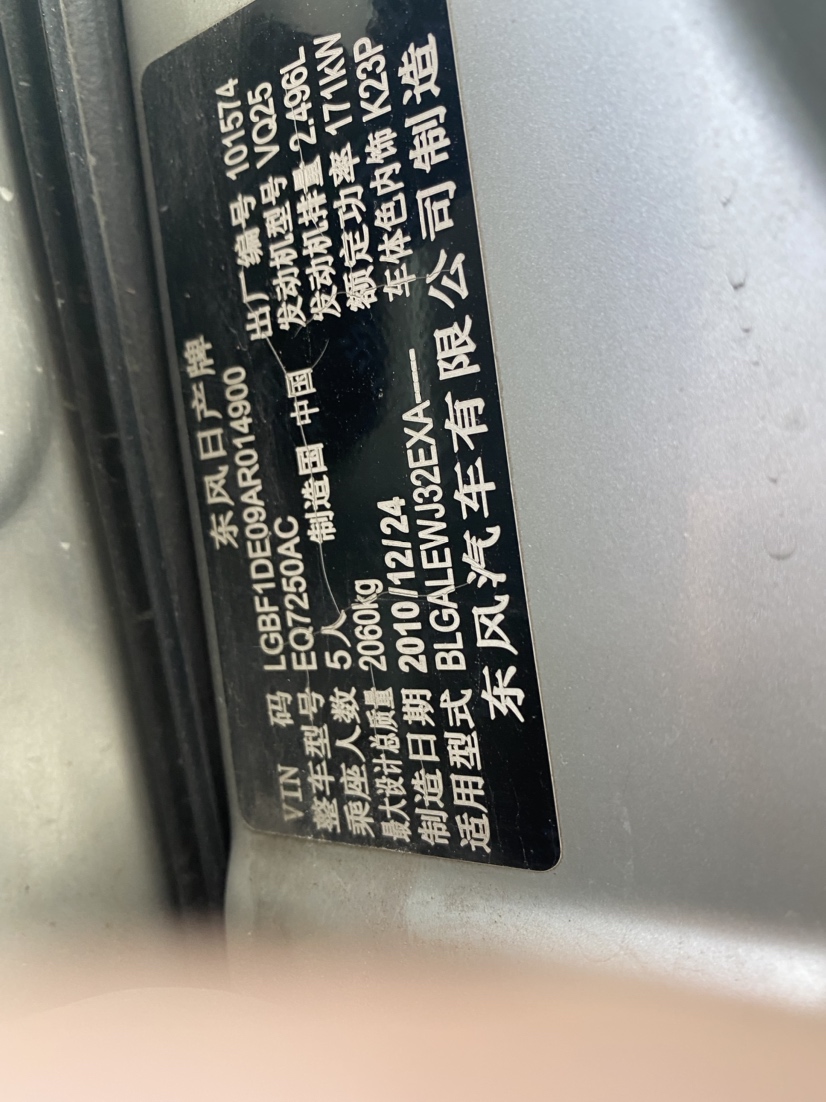 东风日产牌
VIN 码 LGBF1DE09AR014900 出厂编号 101574
整车型号 EQ7250AC 发动机型号 VQ25
乘座人数 5人 制造国 中国 发动机排量 2.496L
最大设计总质量 2060kg 额定功率 171KW
制造日期 2010/12/24 车体色内饰 K23P
适用型式 BLGALEWJ32EXA—
东风汽车有限公司制造